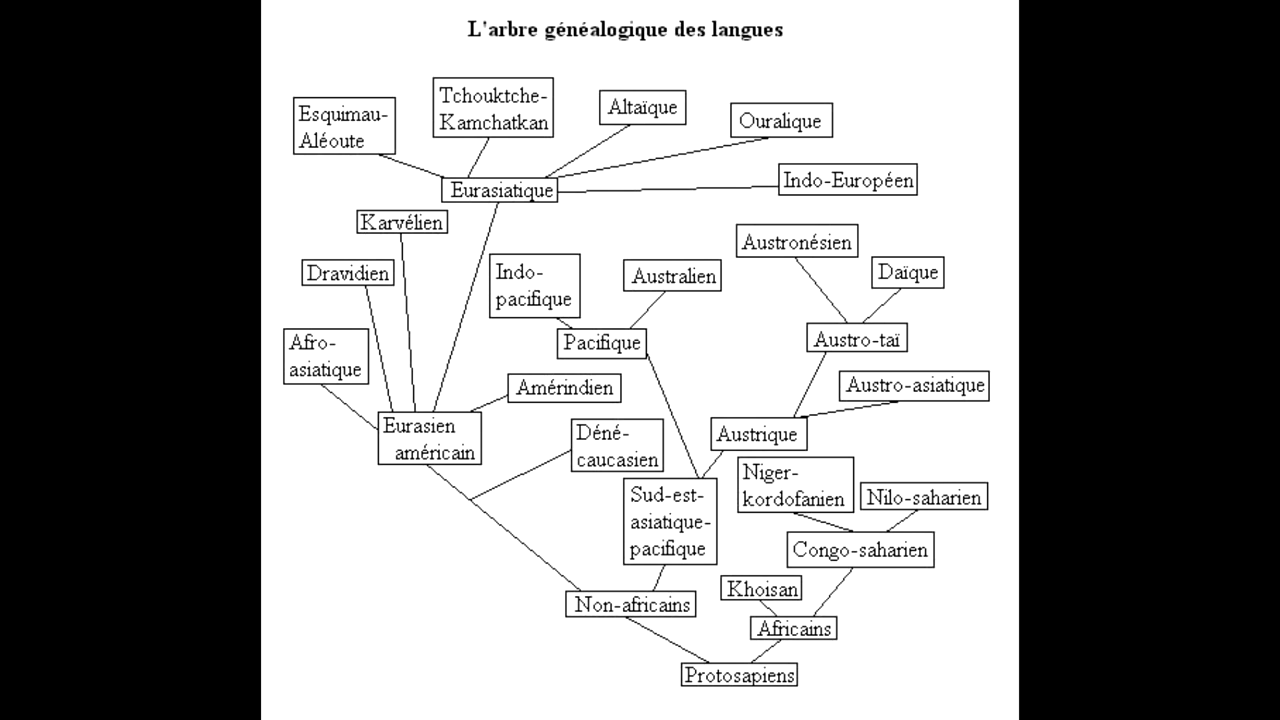 L'arbre généalogique des langues
Esquimau-
Aléoute
Tchouktche-
Kamchatkan
Altaïque
Ouralique
Eurasiatique
Indo-Européen
Karvélien
Dravidien
Indo-
pacifique
Australien
Austronésien
Daïque
Afro-
asiatique
Pacifique
Austro-taï
Amérindien
Austro-asiatique
Eurasien
américain
Déné-
caucasien
Austrique
Sud-est-
asiatique-
pacifique
Niger-
kordofanien
Nilo-saharien
Congo-saharien
Khoisan
Non-africains
Africains
Protosapiens